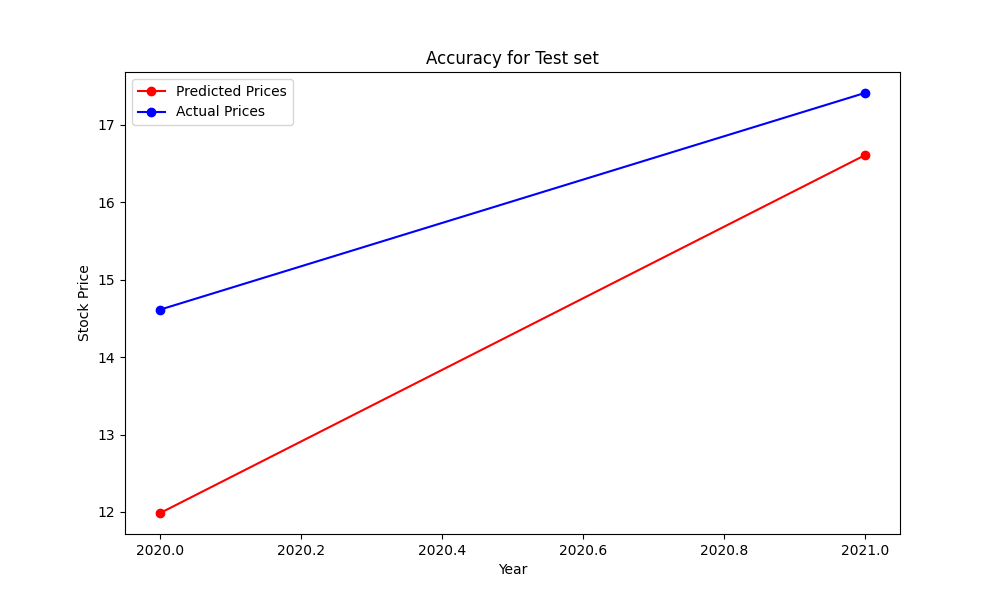 Accuracy for Test set
Predicted Prices
Actual Prices
Stock Price
17
16
15
14
13
12
2020.0 2020.2 2020.4 2020.6 2020.8 2021.0
Year